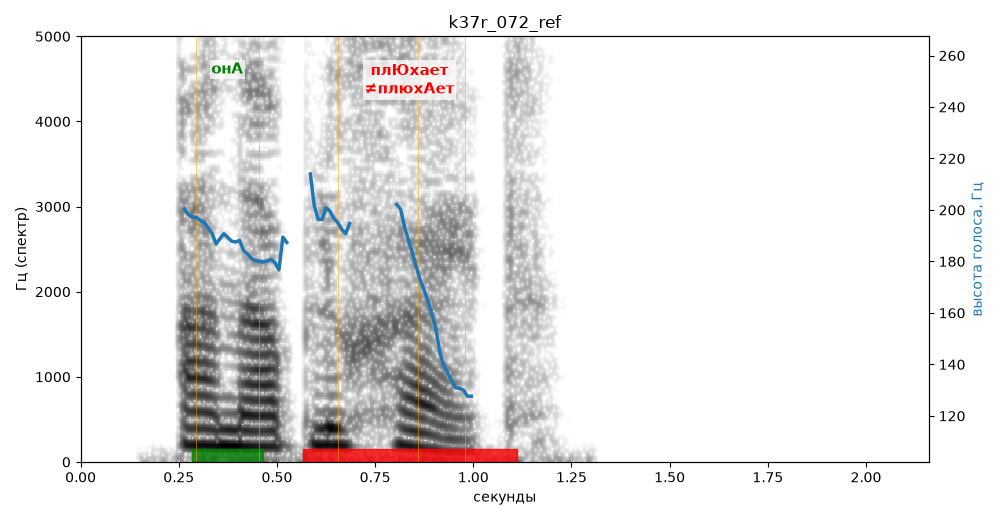 k37r_072_ref
5000
4000
3000
2000
1000
0
Гц (спектр)
онА
плЮхает
≠плюхАет
260
240
220
200
180
160
140
120
высота голоса, Гц
0.00 0.25 0.50 0.75 1.00 1.25 1.50 1.75 2.00
секунды